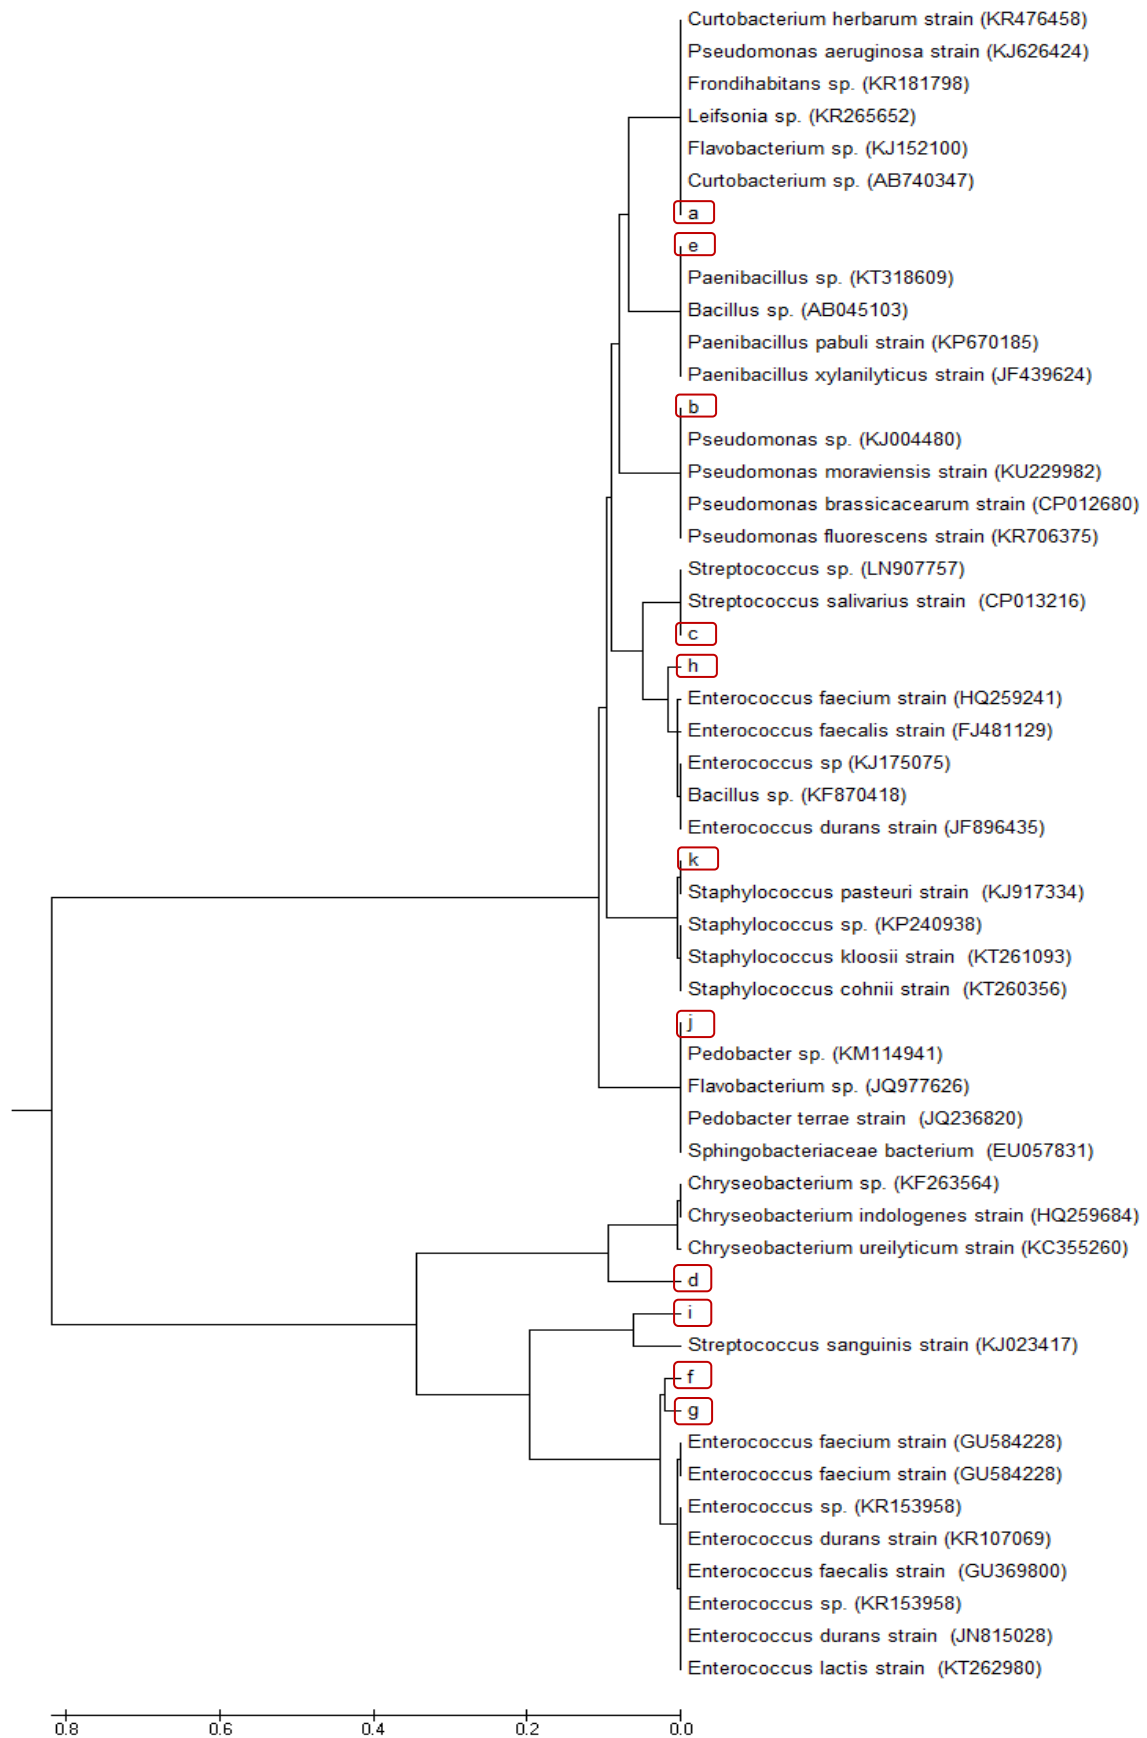 Curtobacterium herbarum strain (KR476458)
Pseudomonas aeruginosa strain (KJ626424)
Frondihabitans sp. (KR181798)
Leifsonia sp. (KR265652)
Flavobacterium sp. (KJ152100)
Curtobacterium sp. (AB740347)
a
e
Paenibacillus sp. (KT318609)
Bacillus sp. (AB045103)
Paenibacillus pabuli strain (KP670185)
Paenibacillus xylanilyticus strain (JF439624)
b
Pseudomonas sp. (KJ004480)
Pseudomonas moraviensis strain (KU229982)
Pseudomonas brassicacearum strain (CP012680)
Pseudomonas fluorescens strain (KR706375)
Streptococcus sp. (LN907757)
Streptococcus salivarius strain (CP013216)
c
h
Enterococcus faecium strain (HQ259241)
Enterococcus faecalis strain (FJ481129)
Enterococcus sp (KJ175075)
Bacillus sp. (KF870418)
Enterococcus durans strain (JF896435)
k
Staphylococcus pasteuri strain (KJ917334)
Staphylococcus sp. (KP240938)
Staphylococcus kloosii strain (KT261093)
Staphylococcus cohnii strain (KT260356)
j
Pedobacter sp. (KM114941)
Flavobacterium sp. (JQ977626)
Pedobacter terrae strain (JQ236820)
Sphingobacteriaceae bacterium (EU057831)
Chryseobacterium sp. (KF263564)
Chryseobacterium indologenes strain (HQ259684)
Chryseobacterium ureilyticum strain (KC355260)
d
i
Streptococcus sanguinis strain (KJ023417)
f
g
Enterococcus faecium strain (GU584228)
Enterococcus faecium strain (GU584228)
Enterococcus sp. (KR153958)
Enterococcus durans strain (KR107069)
Enterococcus faecalis strain (GU369800)
Enterococcus sp. (KR153958)
Enterococcus durans strain (JN815028)
Enterococcus lactis strain (KT262980)
0.8 0.6 0.4 0.2 0.0